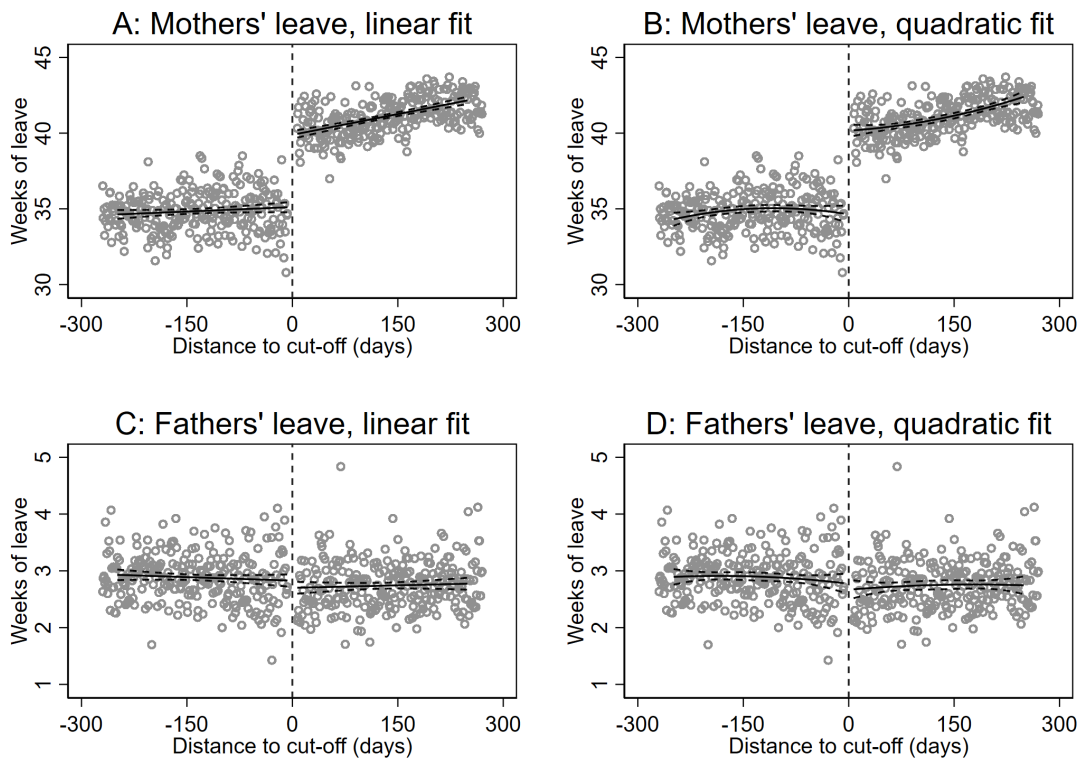 A: Mothers' leave, linear fit
Weeks of leave
45
40
35
30
-300 -150 0 150 300
Distance to cut-off (days)
B: Mothers' leave, quadratic fit
Weeks of leave
45
40
35
30
-300 -150 0 150 300
Distance to cut-off (days)
C: Fathers' leave, linear fit
Weeks of leave
5
4
3
2
1
-300 -150 0 150 300
Distance to cut-off (days)
D: Fathers' leave, quadratic fit
Weeks of leave
5
4
3
2
1
-300 -150 0 150 300
Distance to cut-off (days)